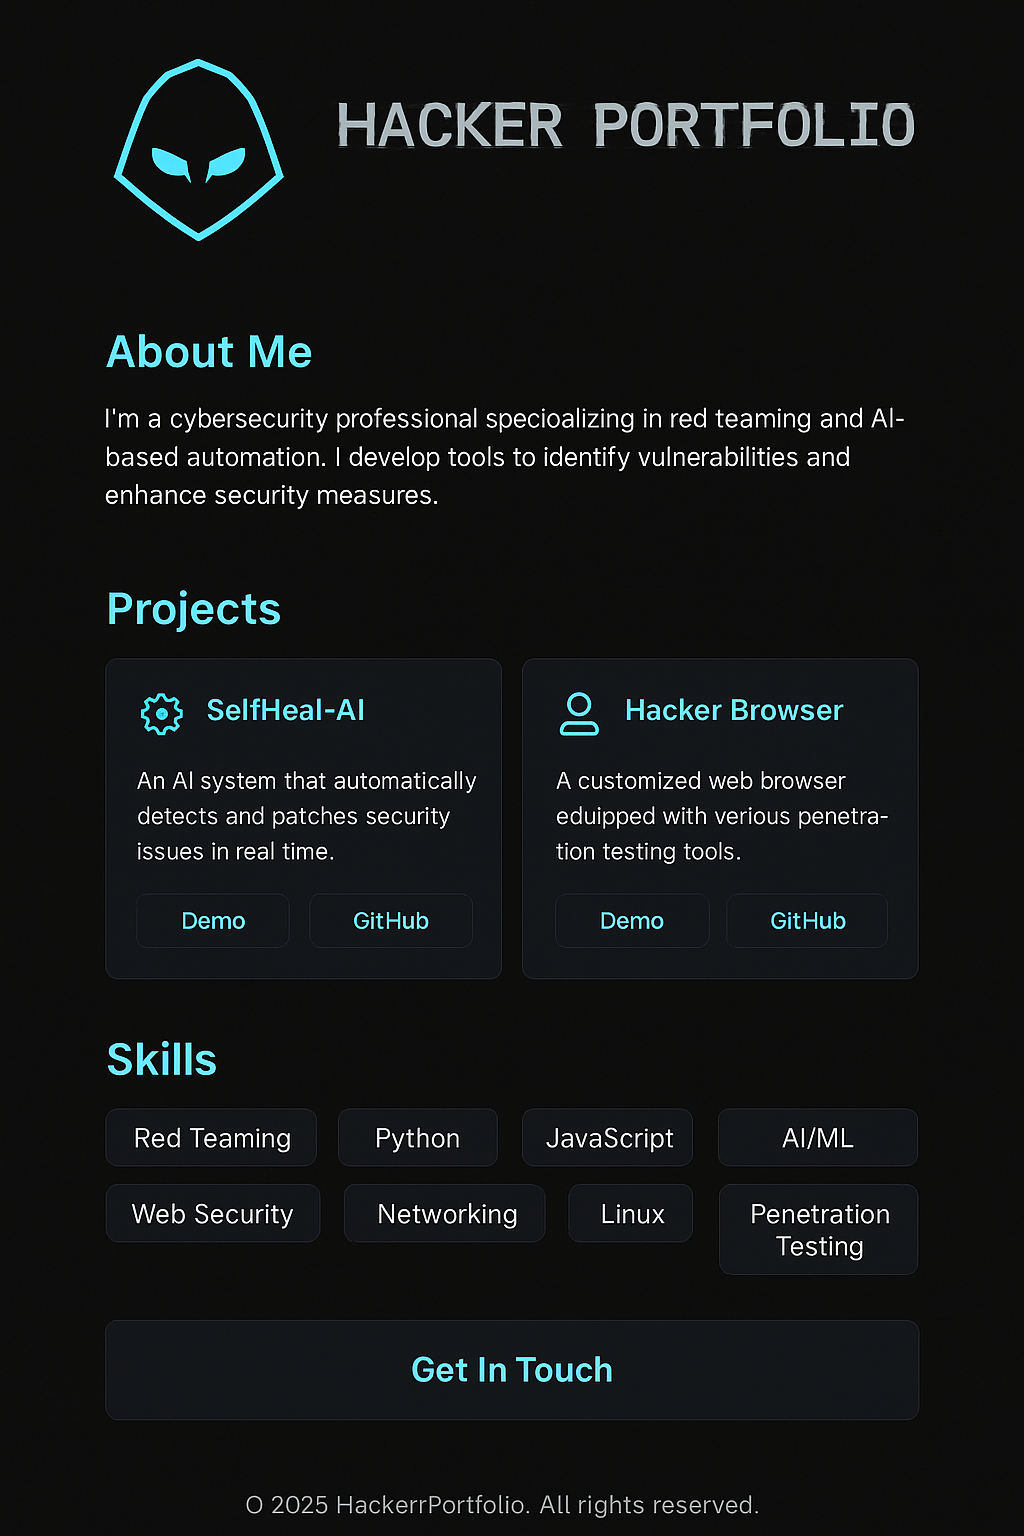 HACKER PORTFOLIO
About Me
I'm a cybersecurity professional specioalizing in red teaming and AI-
based automation. I develop tools to identify vulnerabilities and
enhance security measures.
Projects
SelfHeal-AI
An AI system that automatically
detects and patches security
issues in real time.
Demo
GitHub
Hacker Browser
A customized web browser
eduipped with verious penetra-
tion testing tools.
Demo
GitHub
Skills
Red Teaming
Python
JavaScript
AI/ML
Web Security
Networking
Linux
Penetration
Testing
Get In Touch
O 2025 HackerrPortfolio. All rights reserved.